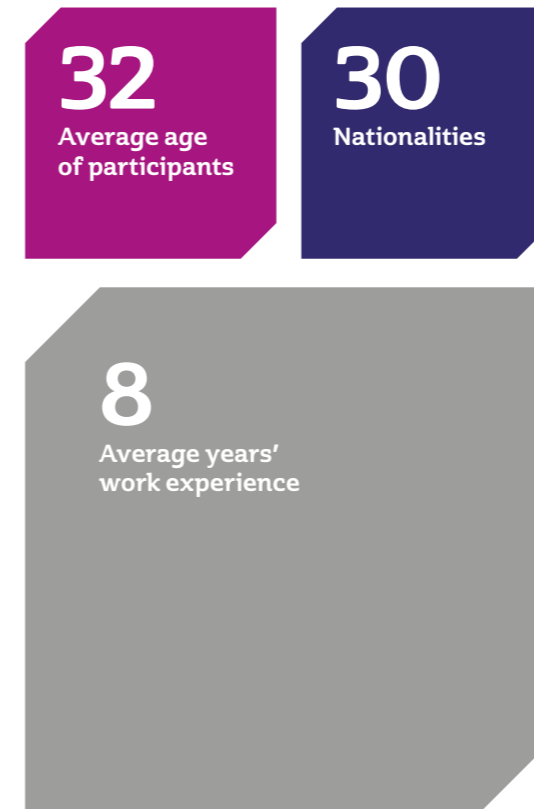 32
Average age
of participants
30
Nationalities
8
Average years’
work experience